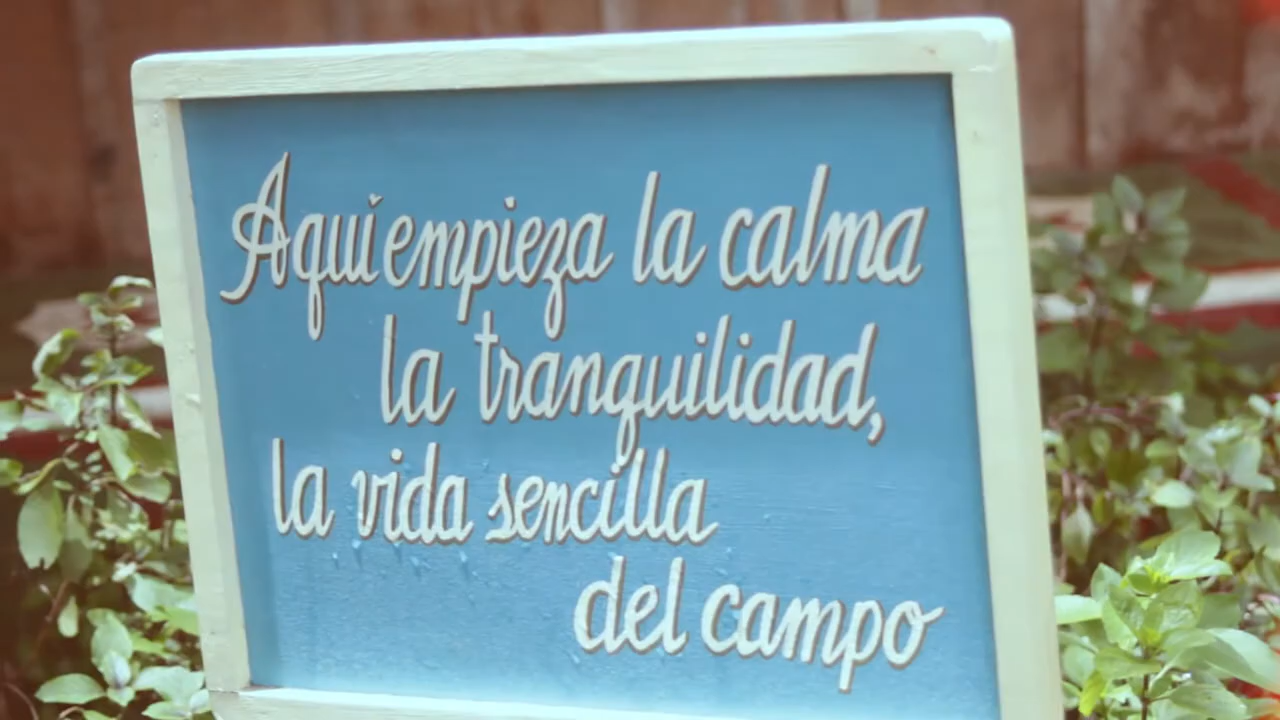 Aquí empieza la calma
la tranquilidad,
la vida sencilla
del campo